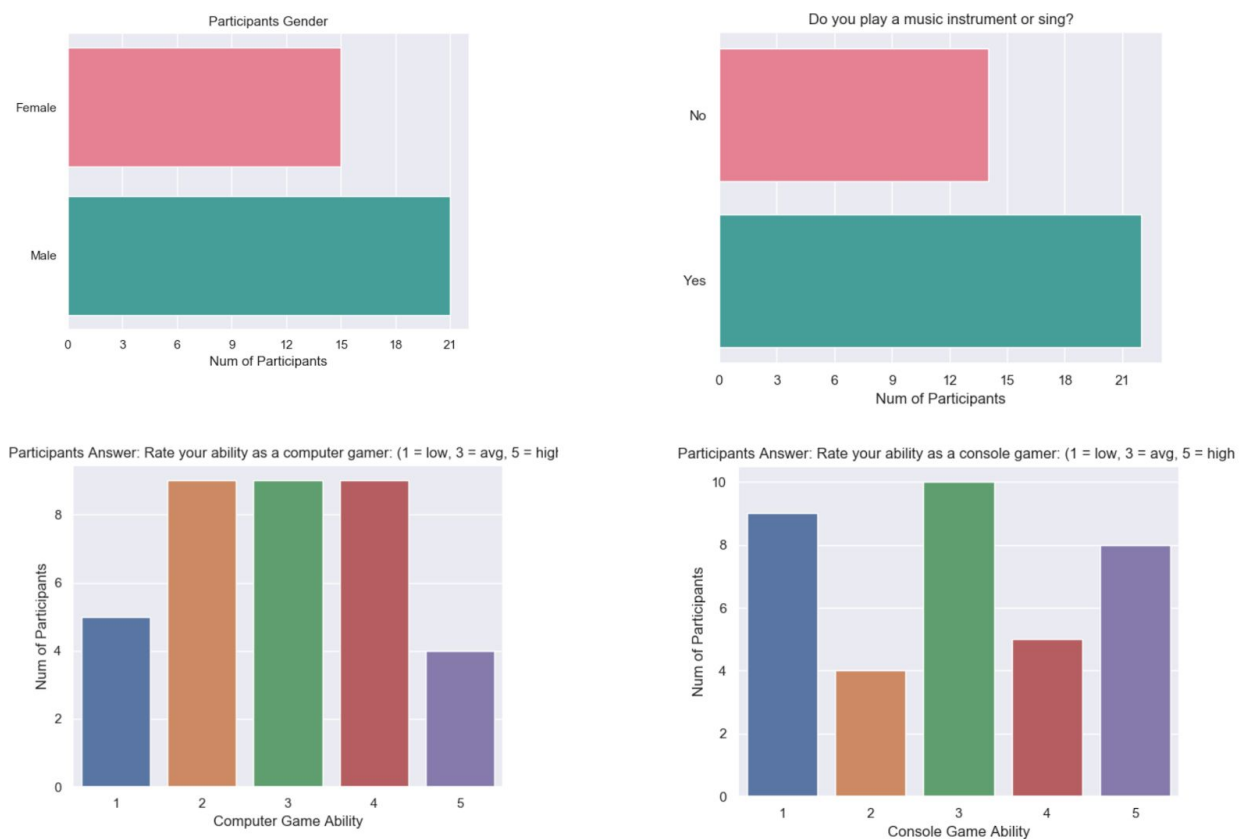 Participants Gender
Female
Male
0 3 6 9 12 15 18 21
Num of Participants
Do you play a music instrument or sing?
No
Yes
0 3 6 9 12 15 18 21
Num of Participants
Participants Answer: Rate your ability as a computer gamer: (1 = low, 3 = avg, 5 = high
8
6
4
2
0
Num of Participants
1 2 3 4 5
Computer Game Ability
Participants Answer: Rate your ability as a console gamer: (1 = low, 3 = avg, 5 = high
10
8
6
4
2
0
Num of Participants
1 2 3 4 5
Console Game Ability